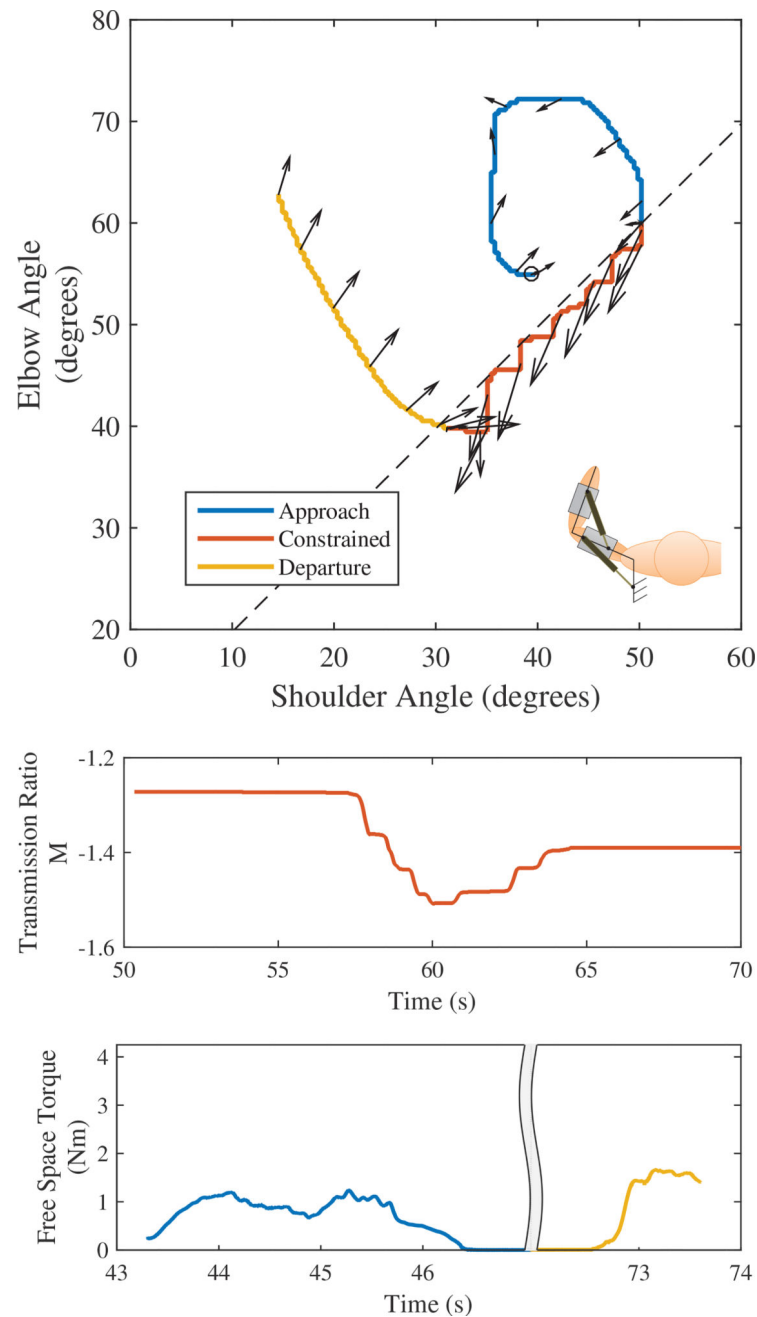 80
70
60
50
40
30
20
Elbow Angle
(degrees)
Approach
Constrained
Departure
0 10 20 30 40 50 60
Shoulder Angle (degrees)
-1.2
-1.4
-1.6
Transmission Ratio
M
50 55 60 65 70
Time (s)
4
3
2
1
0
Free Space Torque
(Nm)
43 44 45 46 73 74
Time (s)